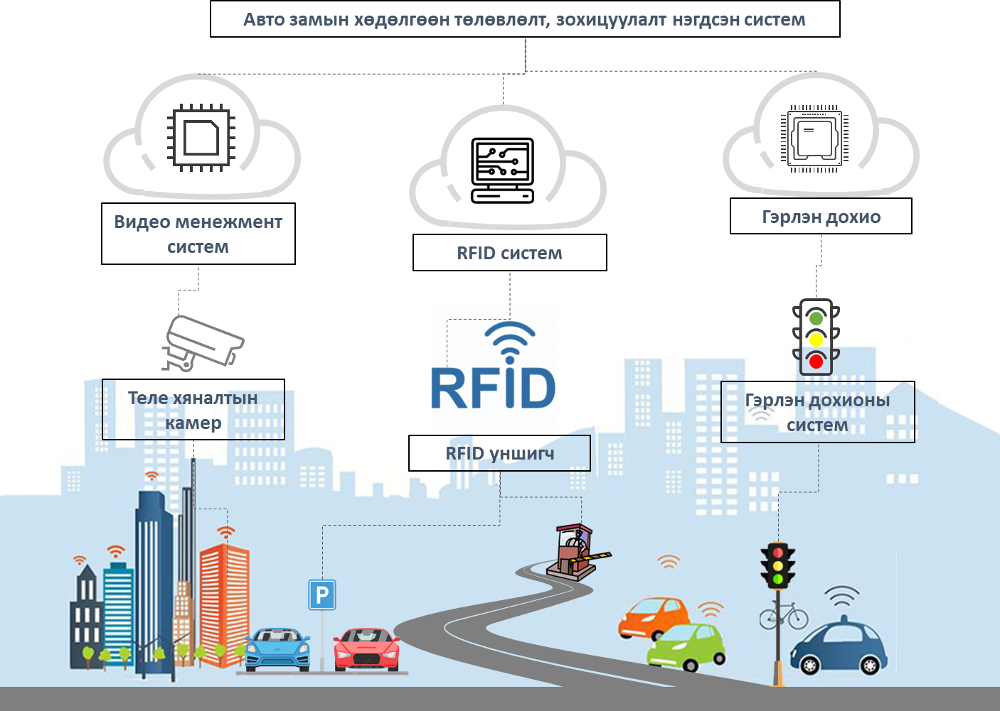 Авто замын хөдөлгөөн төлөвлөлт, зохицуулалт нэгдсэн систем
Видео менежмент
систем
RFID систем
Гэрлэн дохио
Теле хяналтын
камер
RFID
RFID уншигч
Гэрлэн дохионы
систем
P